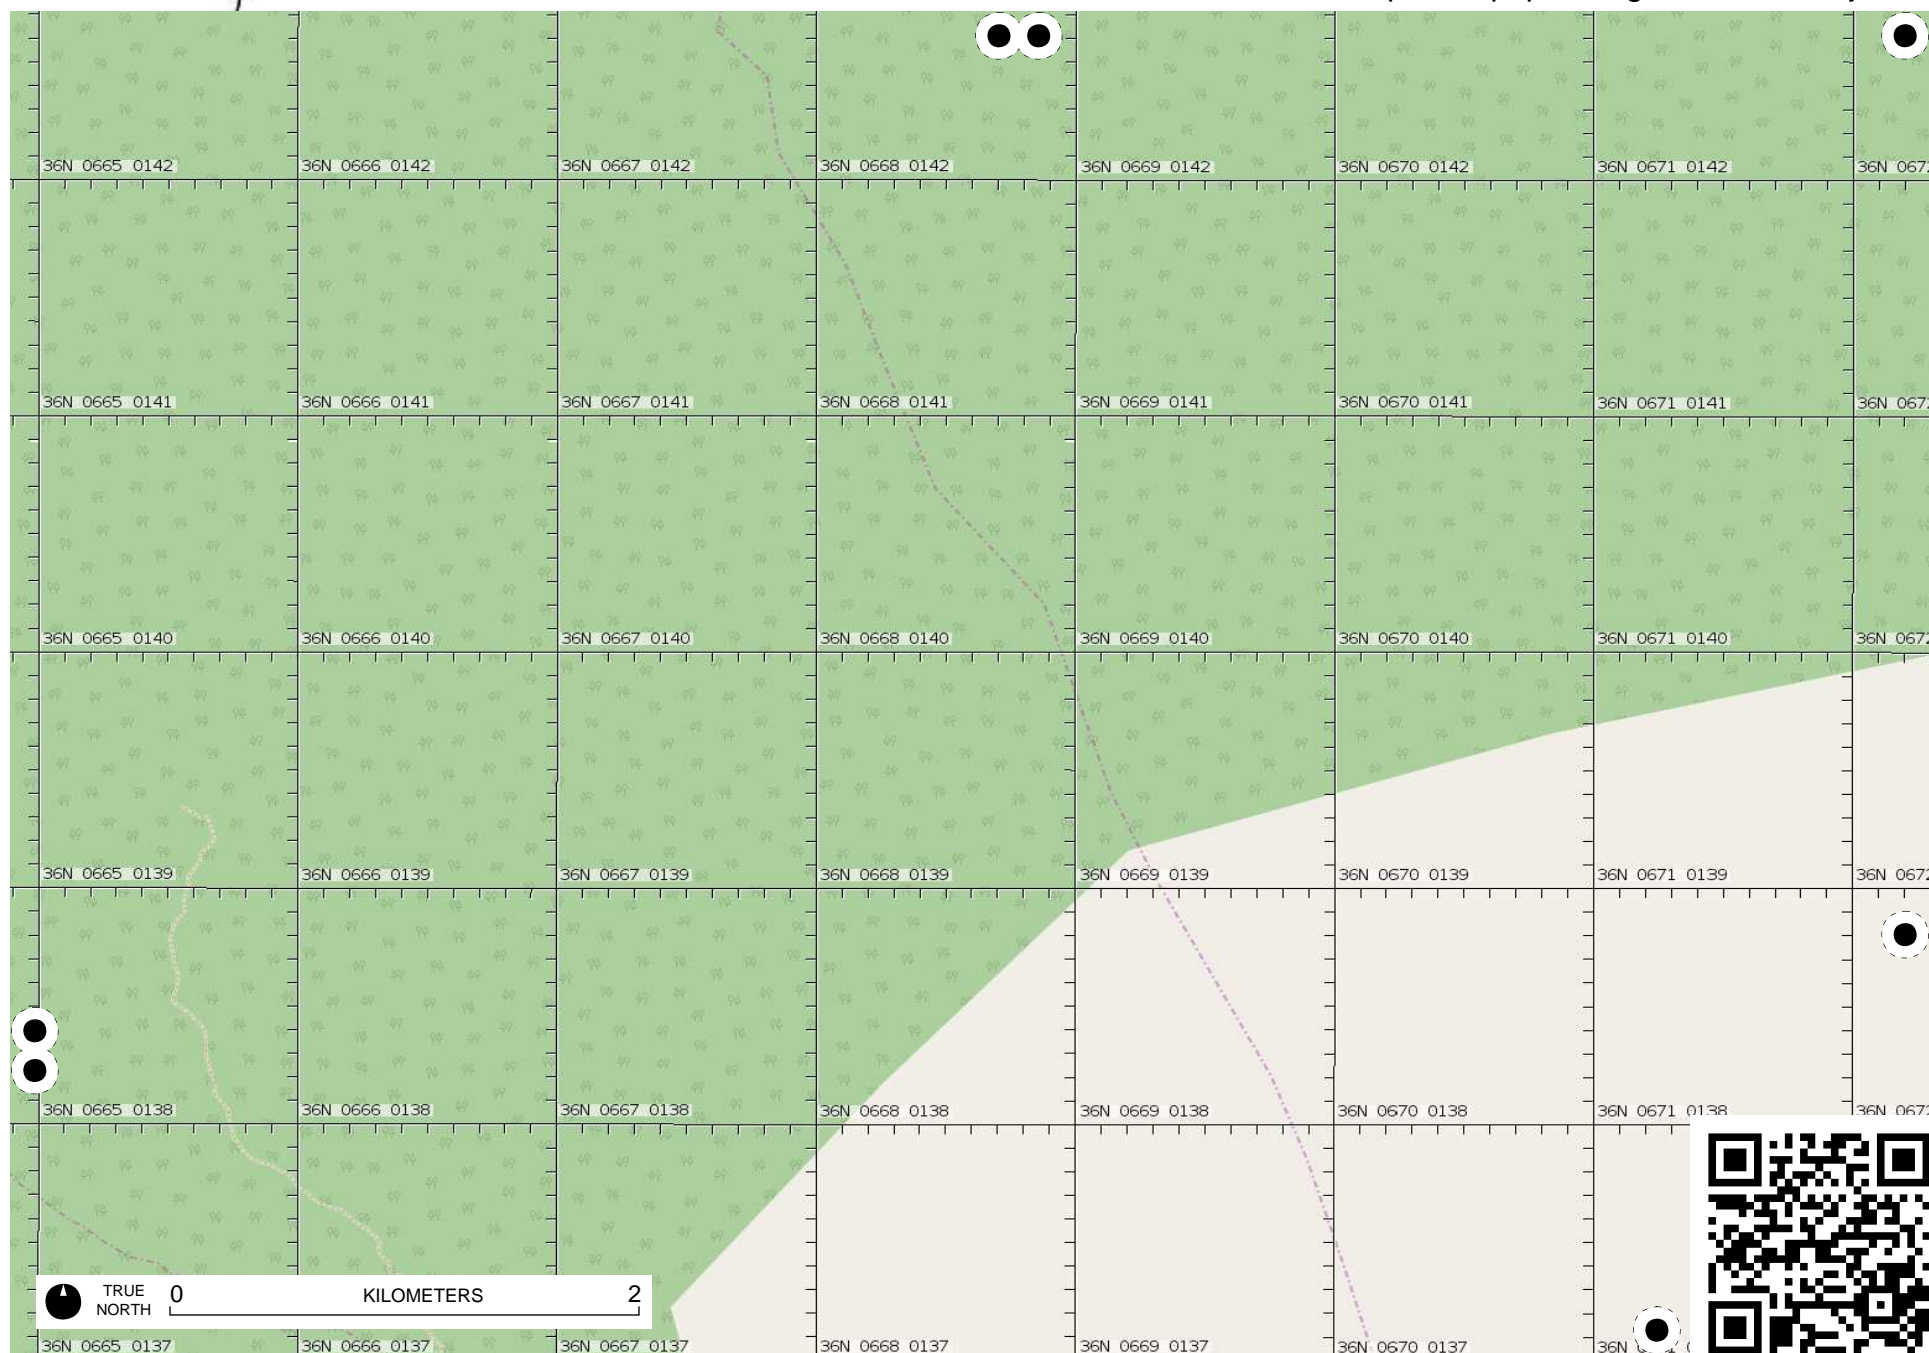 36N 0665 0142 36N 0666 0142 36N 0667 0142 36N 0668 0142 36N 0669 0142 36N 0670 0142 36N 0671 0142 36N
36N 0665 0141 36N 0666 0141 36N 0667 0141 36N 0668 0141 36N 0669 0141 36N 0670 0141 36N 0671 0141 36N
36N 0665 0140 36N 0666 0140 36N 0667 0140 36N 0668 0140 36N 0669 0140 36N 0670 0140 36N 0671 0140 36N
36N 0665 0139 36N 0666 0139 36N 0667 0139 36N 0668 0139 36N 0669 0139 36N 0670 0139 36N 0671 0139 36N
36N 0665 0138 36N 0666 0138 36N 0667 0138 36N 0668 0138 36N 0669 0138 36N 0670 0138 36N 0671 0138 36N
TRUE NORTH 0 KILOMETERS 2
36N 0665 0137 36N 0666 0137 36N 0667 0137 36N 0668 0137 36N 0669 0137 36N 0670 0137